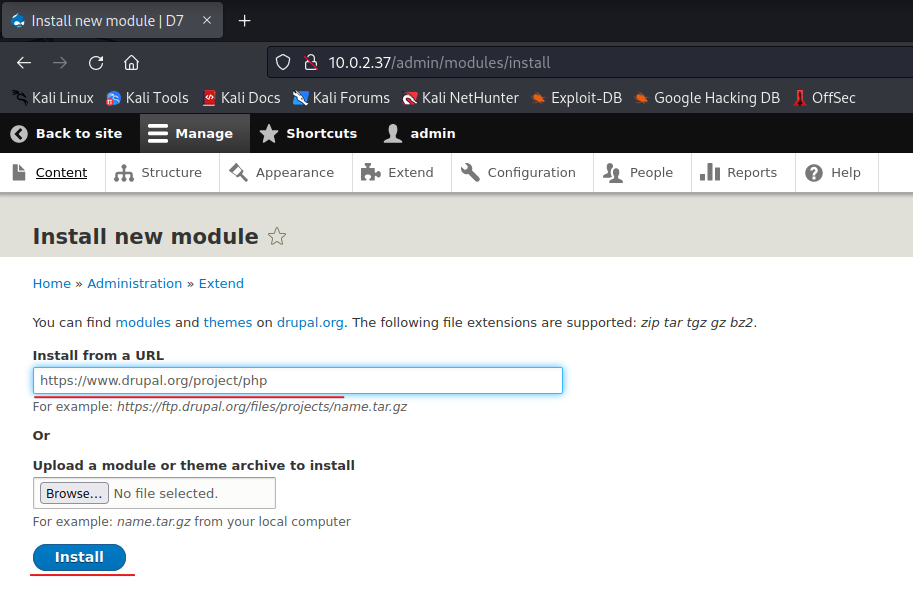 Install new module | D7
10.0.2.37/admin/modules/install
Kali Linux Kali Tools Kali Docs Kali Forums Kali NetHunter Exploit-DB Google Hacking DB OffSec
Back to site Manage Shortcuts admin
Content Structure Appearance Extend Configuration People Reports Help
Install new module
Home » Administration » Extend
You can find modules and themes on drupal.org. The following file extensions are supported: zip tar tgz gz bz2.
Install from a URL
https://www.drupal.org/project/php
For example: https://ftp.drupal.org/files/projects/name.tar.gz
Or
Upload a module or theme archive to install
Browse... No file selected.
For example: name.tar.gz from your local computer
Install